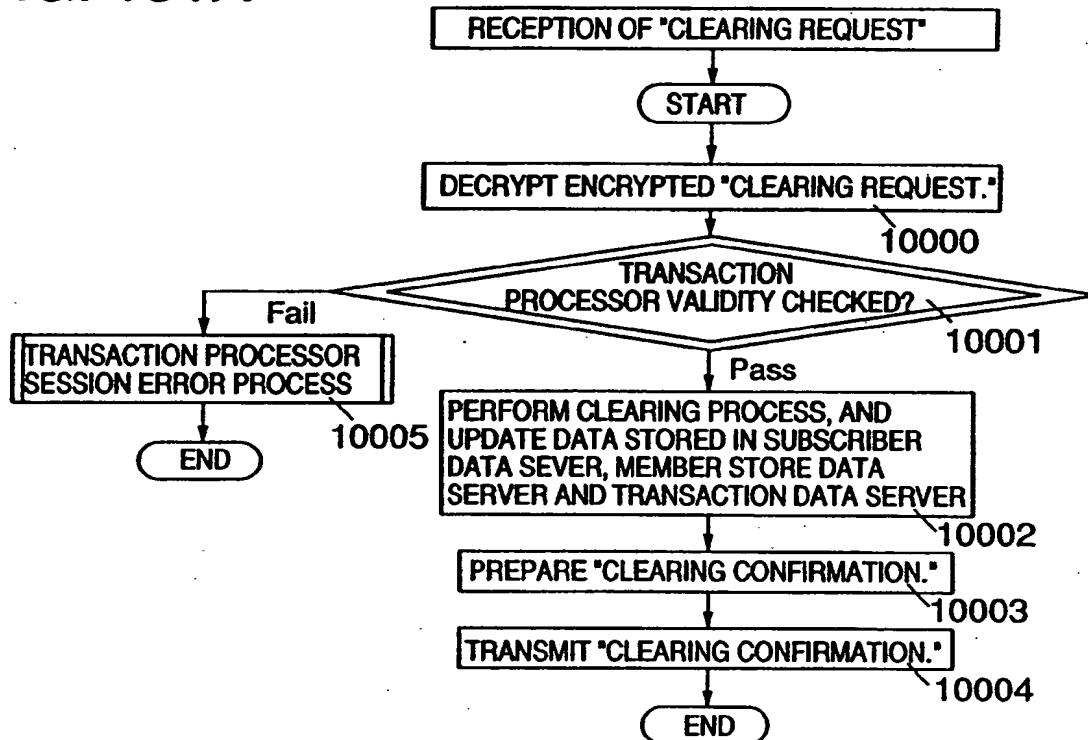 RECEPTION OF "CLEARING REQUEST"
START
DECRYPT ENCRYPTED "CLEARING REQUEST."
10000
TRANSACTION
PROCESSOR VALIDITY CHECKED?
10001
Fail
Pass
TRANSACTION PROCESSOR
SESSION ERROR PROCESS
10005
END
PERFORM CLEARING PROCESS, AND
UPDATE DATA STORED IN SUBSCRIBER
DATA SEVER, MEMBER STORE DATA
SERVER AND TRANSACTION DATA SERVER
10002
PREPARE "CLEARING CONFIRMATION."
10003
TRANSMIT "CLEARING CONFIRMATION."
10004
END